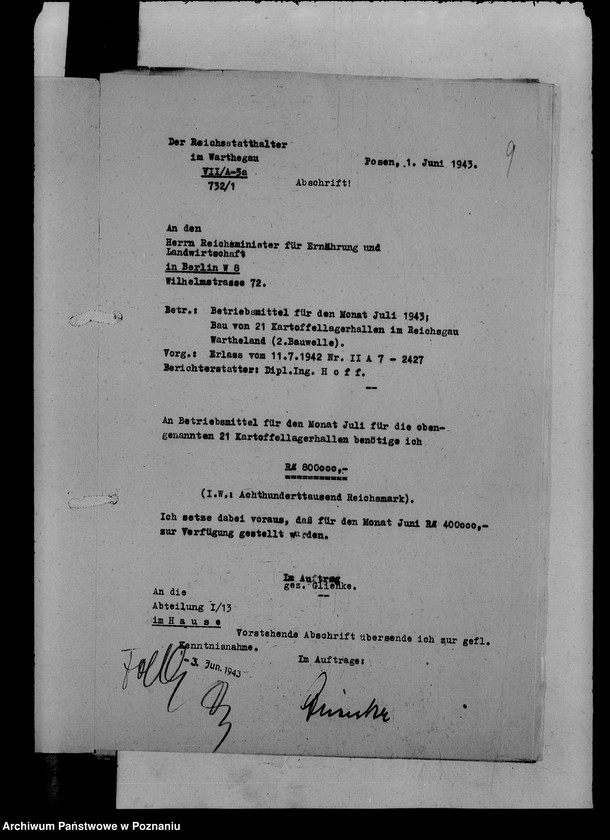 Der Reichsstatthalter
im Warthegau
VII/A-5a
732/1
Posen, 1. Juni 1943.
9
Abschrift!
An den
Herrn Reichsminister für Ernährung und
Landwirtschaft
in Berlin W 8
Wilhelmstrasse 72.
Betr.: Betriebsmittel für den Monat Juli 1943;
Bau von 21 Kartoffellagerhallen im Reichsgau
Wartheland (2.Bauwelle).
Vorg.: Erlass vom 11.7.1942 Nr. II A 7 - 2427
Berichterstatter: Dipl.Ing. H o f f.
An Betriebsmittel für den Monat Juli für die oben-
genannten 21 Kartoffellagerhallen benötige ich
RM 800000,-
(I.W.: Achthunderttausend Reichsmark).
Ich setze dabei voraus, daß für den Monat Juni RM 400000,-
zur Verfügung gestellt wurden.
Im Auftrag
gez. Glienke.
An die
Abteilung I/13
im H a u s e
Vorstehende Abschrift übersende ich zur gefl.
Kenntnisnahme.
-3. Jun. 1943
Im Auftrage:
Archiwum Państwowe w Poznaniu